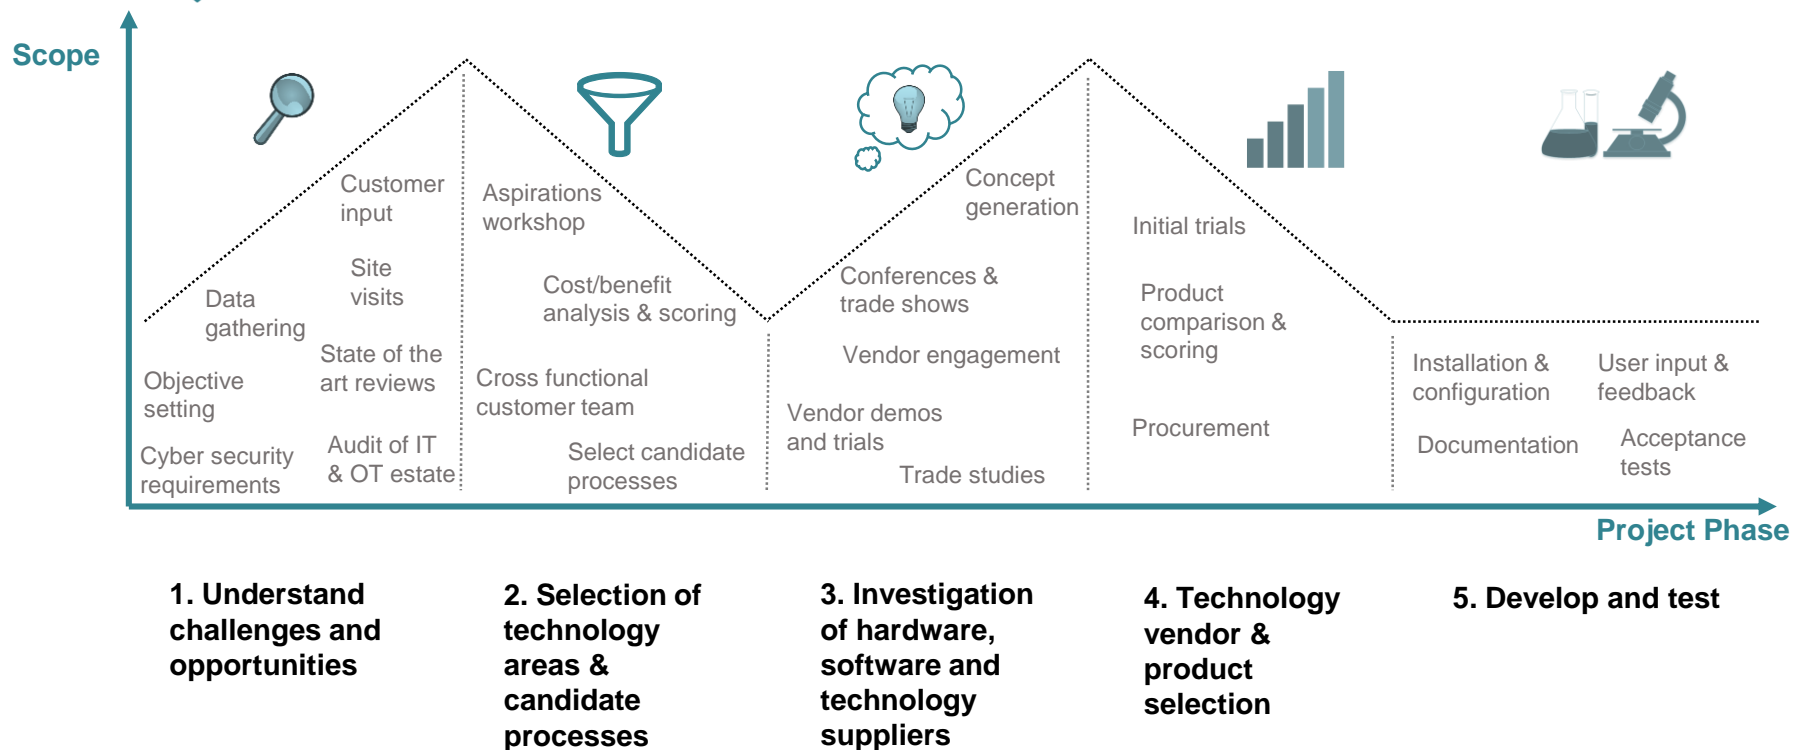 Scope
Customer
input
Site
visits
Data
gathering
State of the
art reviews
Objective
setting
Audit of IT
& OT estate
Cyber security
requirements
Aspirations
workshop
Cost/benefit
analysis & scoring
Cross functional
customer team
Select candidate
processes
Concept
generation
Conferences &
trade shows
Vendor engagement
Vendor demos
and trials
Trade studies
Initial trials
Product
comparison &
scoring
Procurement
Installation &
configuration
User input &
feedback
Documentation
Acceptance
tests
Project Phase
1. Understand
challenges and
opportunities
2. Selection of
technology
areas &
candidate
processes
3. Investigation
of hardware,
software and
technology
suppliers
4. Technology
vendor &
product
selection
5. Develop and test